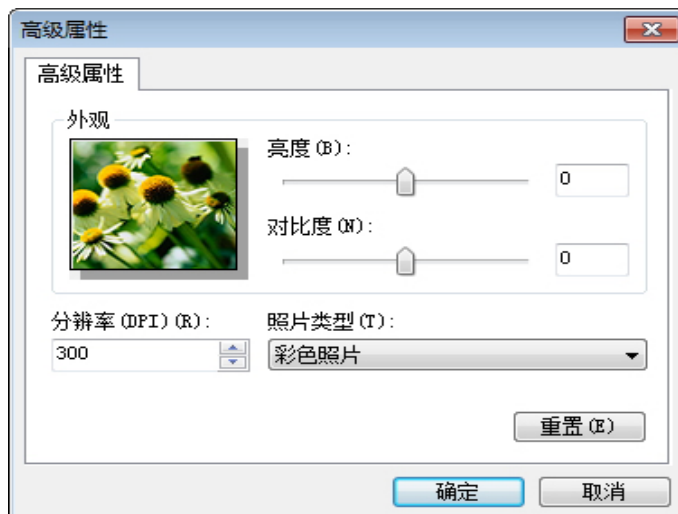 高级属性
高级属性
外观
亮度(B):
0
对比度(N):
0
分辨率(DPI)(R):
300
照片类型(T):
彩色照片
重置(E)
确定
取消